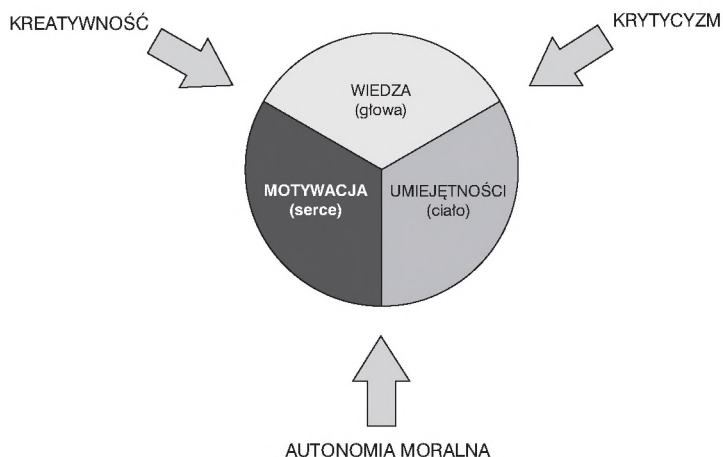 KREATYWNOŚĆ
KRYTYCYZM
WIEDZA
(głowa)
MOTYWACJA
(serce)
UMIEJĘTNOŚCI
(ciało)
AUTONOMIA MORALNA